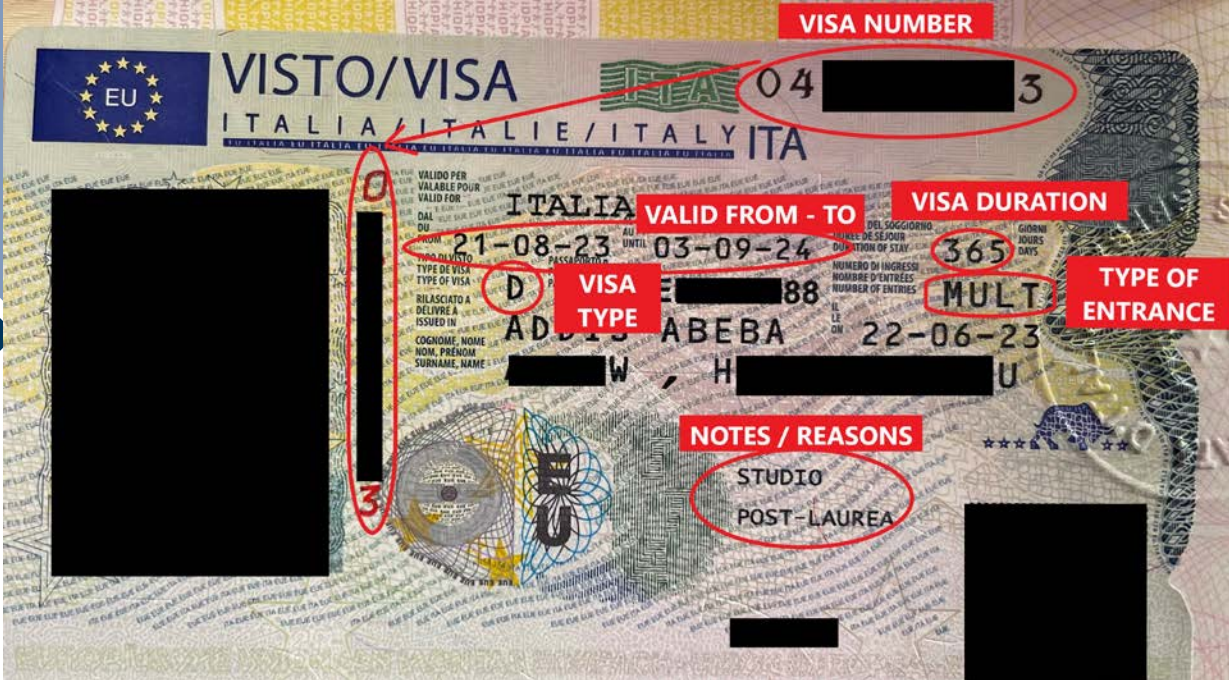 VISA NUMBER
EU
VISTO/VISA
ITA
04 3
ITALIA/ITALIE/ITALY ITA
0
VALIDO PER
VALABLE POUR
VALID FOR
ITALIA
VALID FROM - TO
VISA DURATION
DAL
DU
FROM
21-08-23
AU
UNTIL
03-09-24
DEL SOGGIORNO
DURÉE DE SÉJOUR
DURATION OF STAY
365
GIORNI
JOURS
DAYS
TIPO DI VISTO
TYPE DE VISA
TYPE OF VISA
D
VISA
TYPE
E 88
NUMERO DI INGRESSI
NOMBRE D'ENTRÉES
NUMBER OF ENTRIES
MULT
TYPE OF
ENTRANCE
RILASCIATO A
DÉLIVRÉ À
ISSUED IN
ADDIS ABEBA
IL
LE
ON
22-06-23
COGNOME, NOME
NOM, PRÉNOM
SURNAME, NAME
W , H U
NOTES / REASONS
EU
STUDIO
POST-LAUREA
3